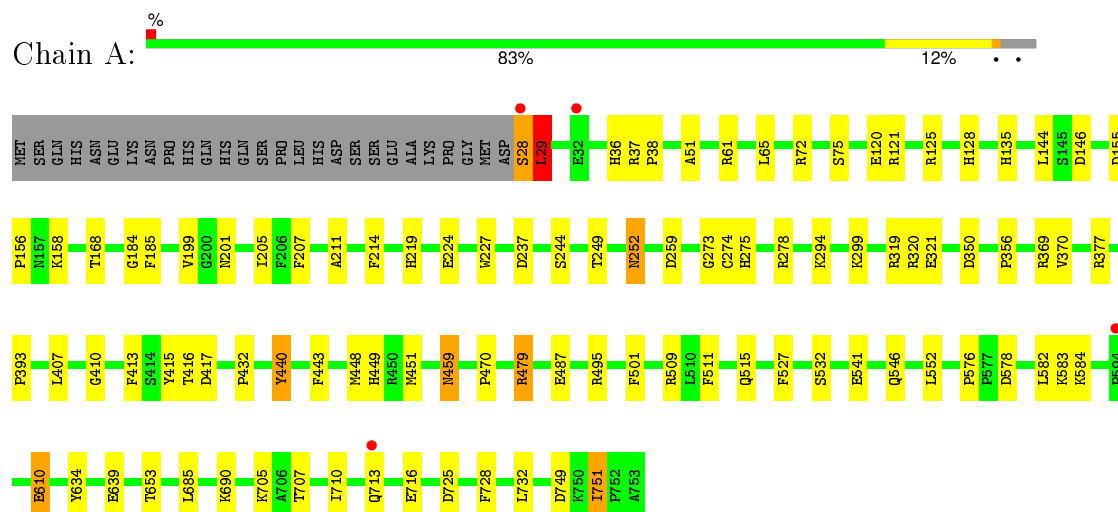 %
Chain A:
83% 12% • •
MET SER GLN HIS ASN GLU LYS ASN PRO HIS GLN HIS GLN SER PRO LEU HIS ASP SER SER GLU ALA LYS PRO GLY MET ASP S28 L29 E32 H36 R37 P38 A51 R61 L65 R72 S75 E120 R121 R125 H128 H135 L144 S145 D146 D155
P156 N157 K158 T168 G184 F185 V199 G200 N201 I205 F206 F207 A211 F214 H219 E224 W227 D237 S244 T249 N252 D259 G273 C274 H275 R278 K294 K299 R319 R320 E321 D350 P356 R369 V370 R377
P393 L407 G410 F413 S414 Y415 T416 D417 P432 Y440 F443 M448 H449 R450 M451 N459 P470 R479 E487 R495 F501 R509 L510 F511 Q515 F527 S532 E541 Q546 L552 P576 P577 D578 L582 K583 K584
E610 Y634 E639 T653 L685 K690 K705 A706 T707 I710 Q713 E716 D725 F728 L732 D749 K750 I751 P752 A753